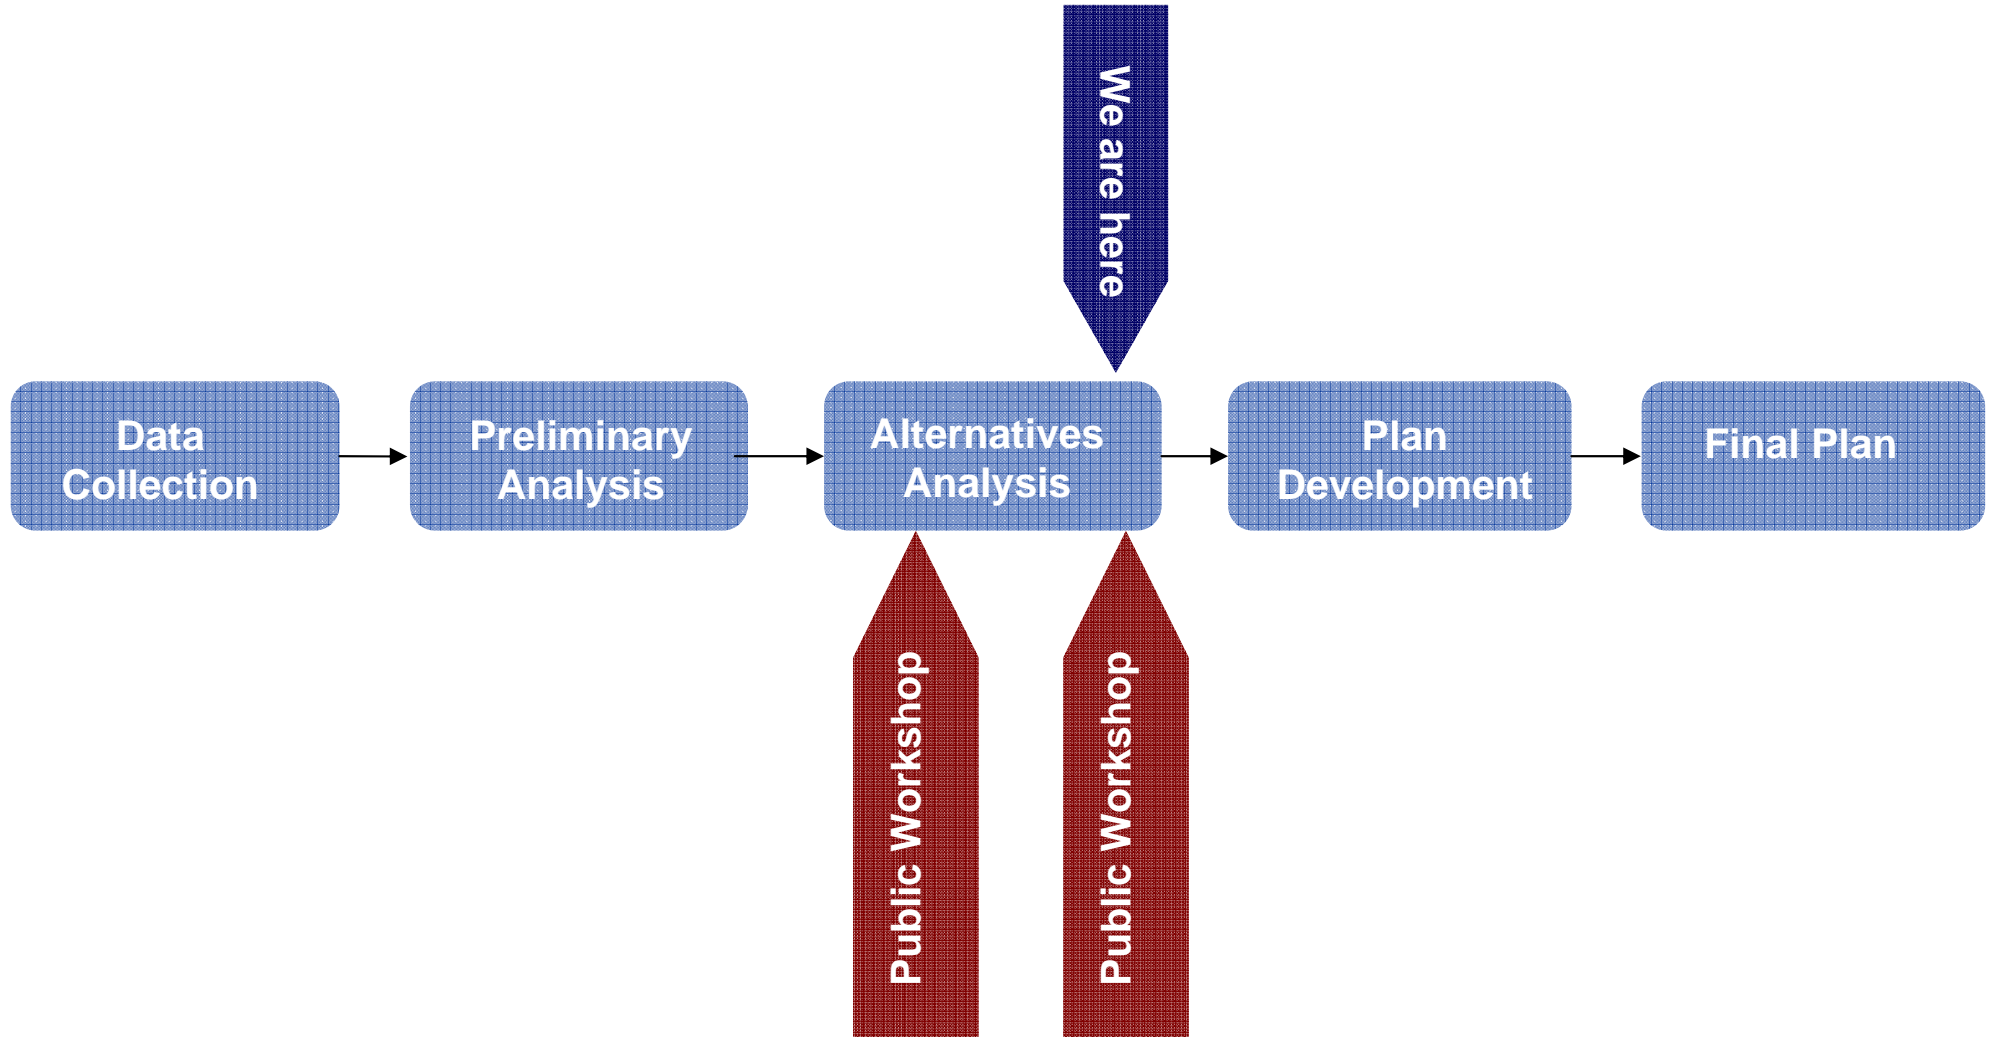 We are here
Data
Collection
Preliminary
Analysis
Alternatives
Analysis
Plan
Development
Final Plan
Public Workshop
Public Workshop